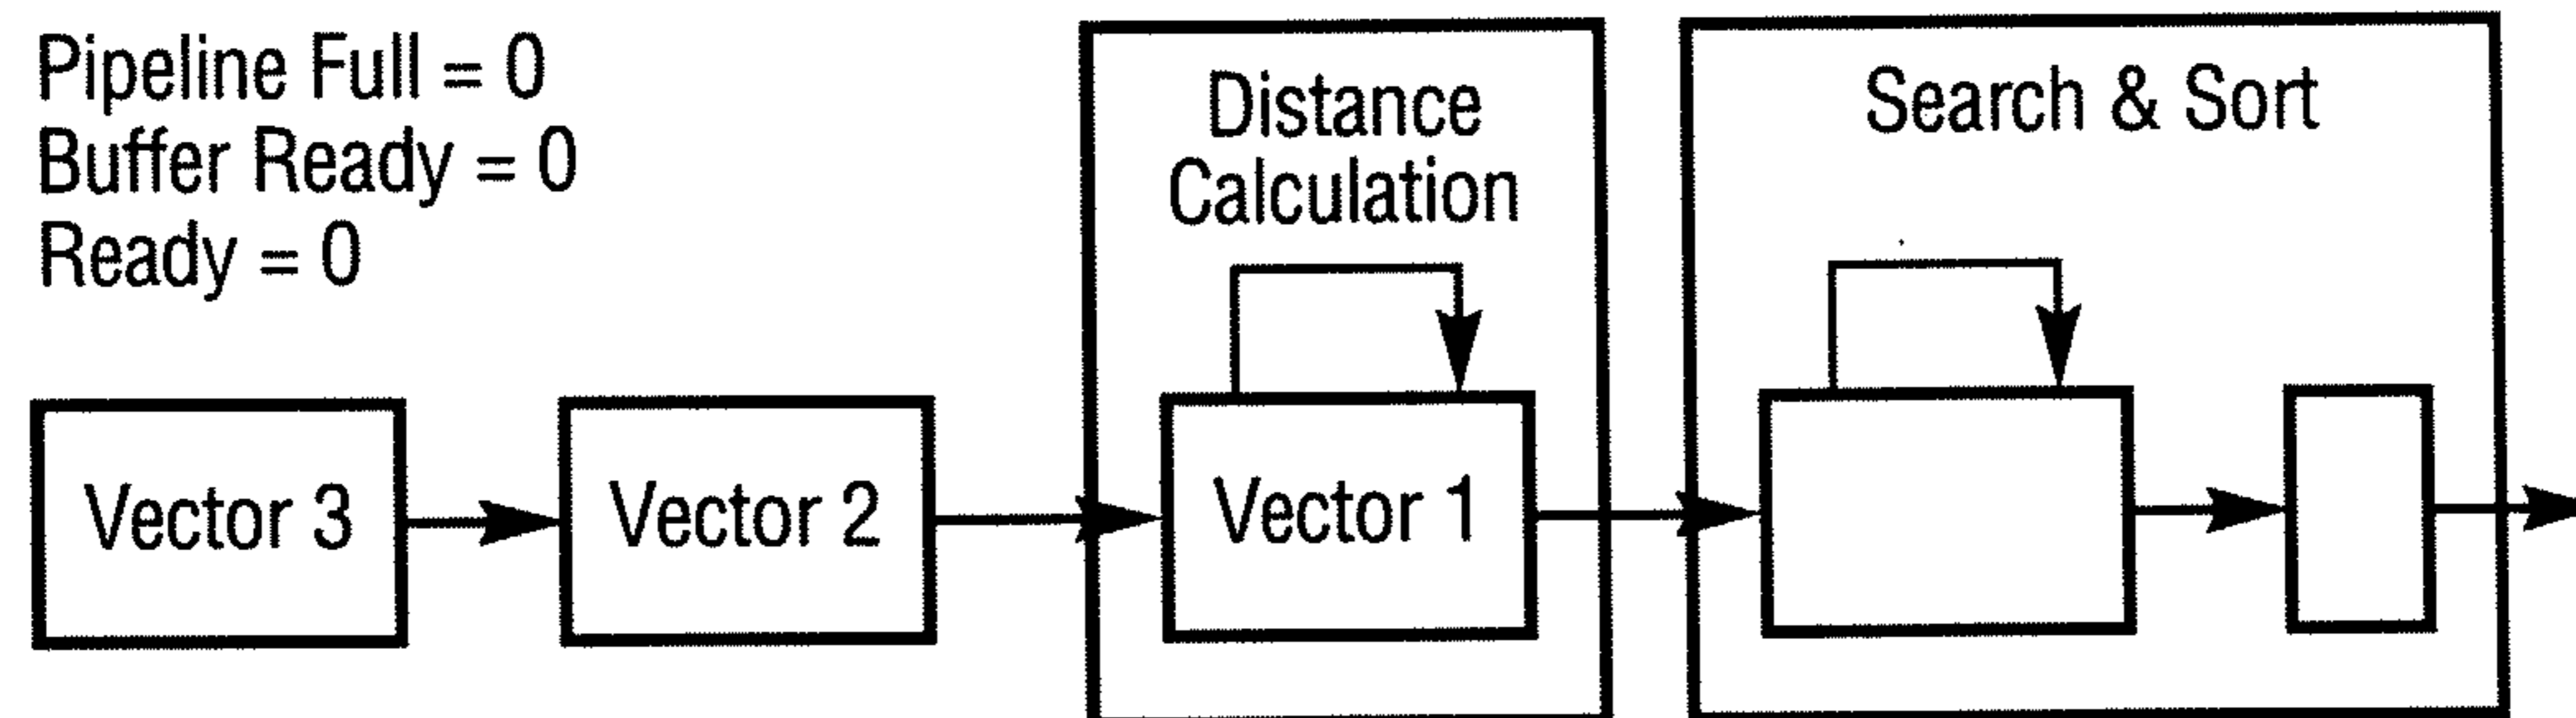 Pipeline Full = 0
Buffer Ready = 0
Ready = 0
Distance
Calculation
Search & Sort
Vector 3
Vector 2
Vector 1